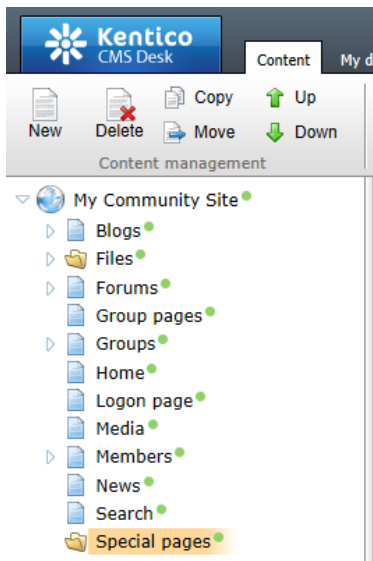 Kentico
CMS Desk
Content My d
New Delete Copy Move Up Down
Content management
My Community Site
Blogs
Files
Forums
Group pages
Groups
Home
Logon page
Media
Members
News
Search
Special pages